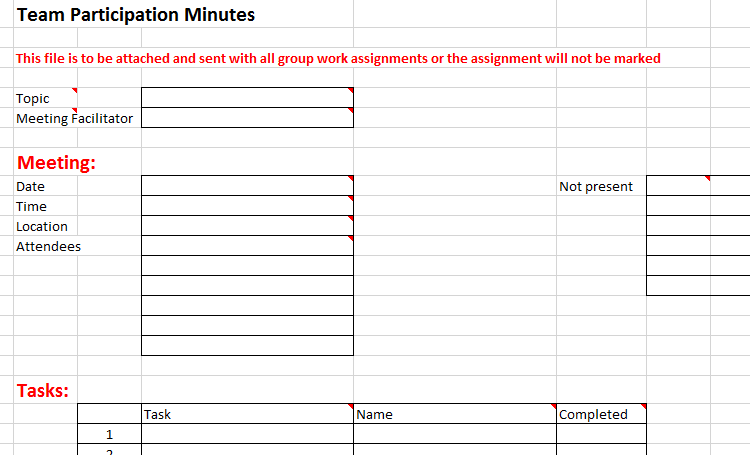 Team Participation Minutes
This file is to be attached and sent with all group work assignments or the assignment will not be marked
Topic
Meeting Facilitator
Meeting:
Date Not present
Time
Location
Attendees
Tasks:
Task Name Completed
1
2